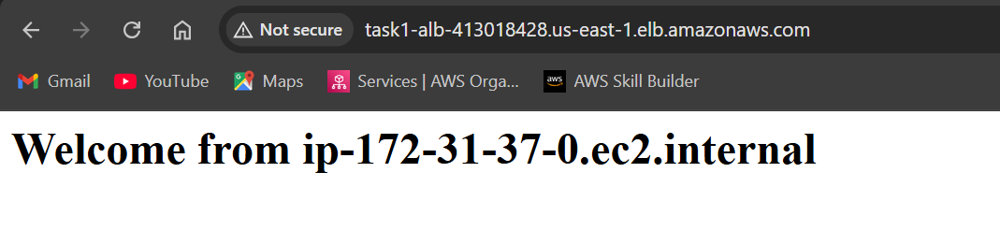 Not secure task1-alb-413018428.us-east-1.elb.amazonaws.com
Gmail YouTube Maps Services | AWS Orga... aws AWS Skill Builder
Welcome from ip-172-31-37-0.ec2.internal